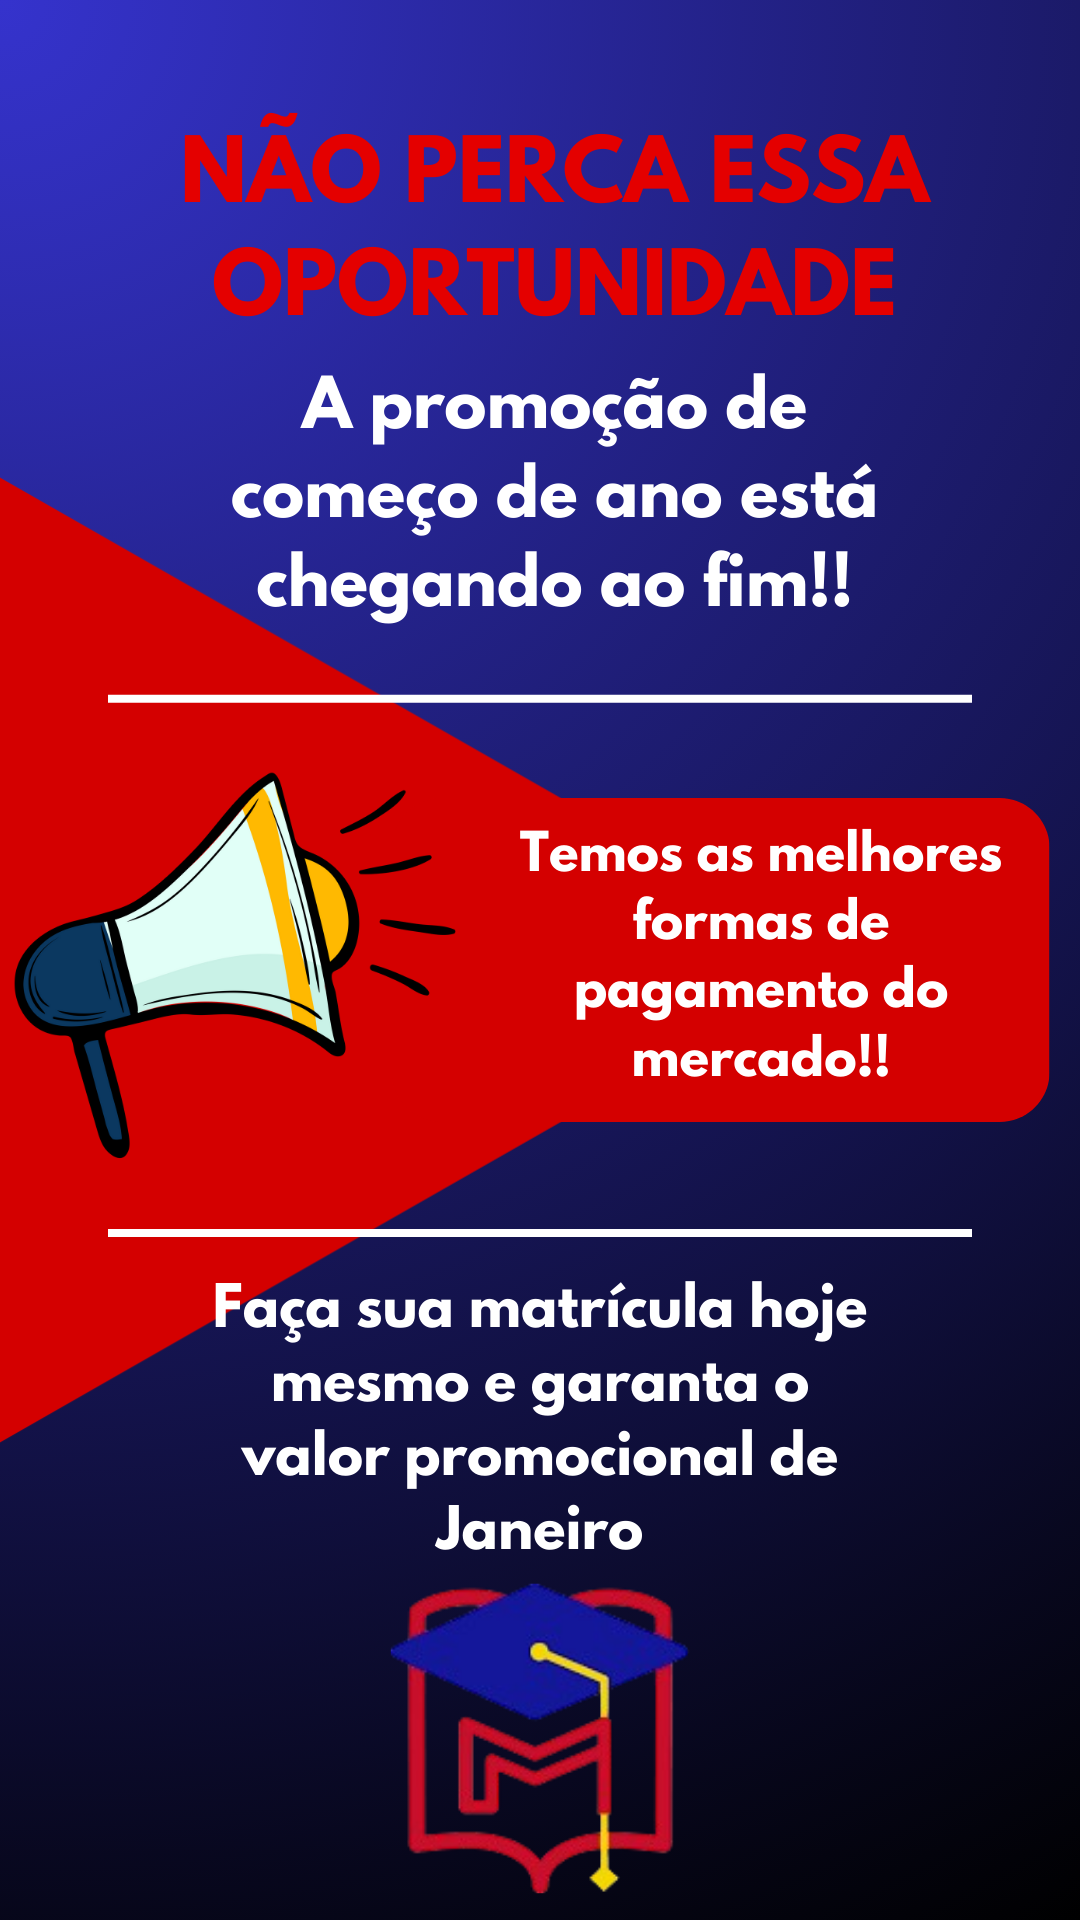 NÃO PERCA ESSA
OPORTUNIDADE
A promoção de
começo de ano está
chegando ao fim!!
Temos as melhores
formas de
pagamento do
mercado!!
Faça sua matrícula hoje
mesmo e garanta o
valor promocional de
Janeiro
M